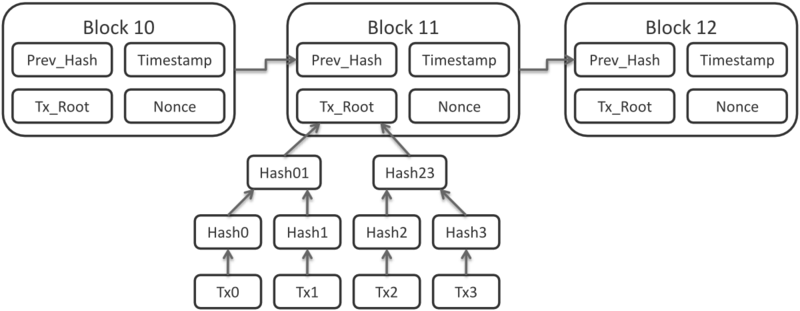 Block 10
Prev_Hash
Timestamp
Tx_Root
Nonce
Block 11
Prev_Hash
Timestamp
Tx_Root
Nonce
Block 12
Prev_Hash
Timestamp
Tx_Root
Nonce
Hash01
Hash23
Hash0
Hash1
Hash2
Hash3
Tx0
Tx1
Tx2
Tx3